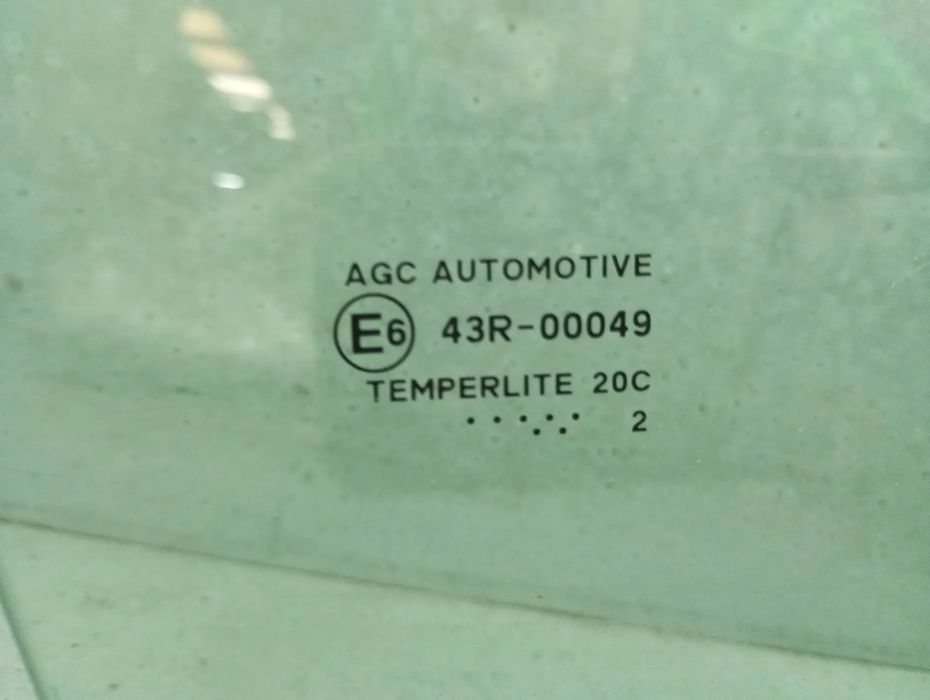 AGC AUTOMOTIVE
E6 43R-00049
TEMPERLITE 20C
2